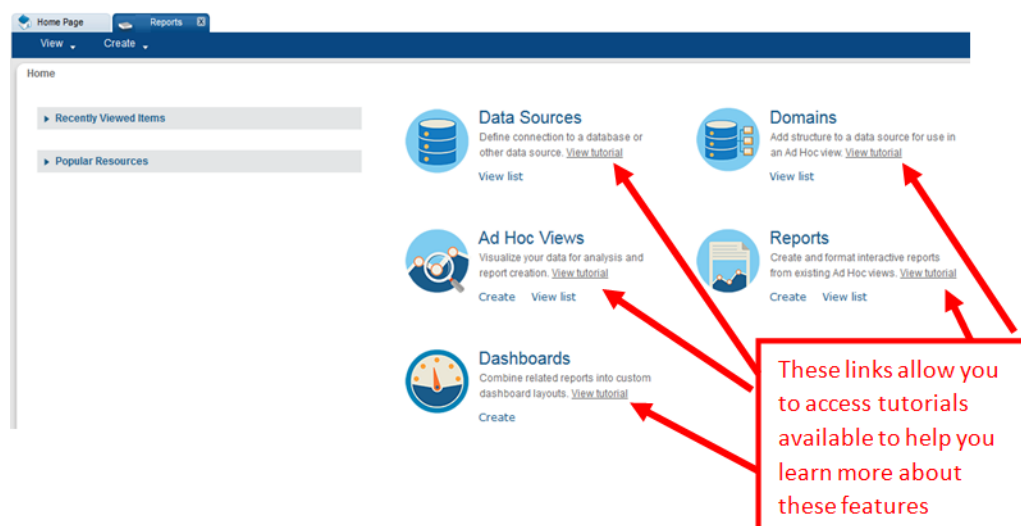 Home Page
Reports
View
Create
Home
Recently Viewed Items
Popular Resources
Data Sources
Define connection to a database or
other data source. View tutorial
View list
Domains
Add structure to a data source for use in
an Ad Hoc view. View tutorial
View list
Ad Hoc Views
Visualize your data for analysis and
report creation. View tutorial
Create View list
Reports
Create and format interactive reports
from existing Ad Hoc views. View tutorial
Create View list
Dashboards
Combine related reports into custom
dashboard layouts. View tutorial
Create
These links allow you
to access tutorials
available to help you
learn more about
these features